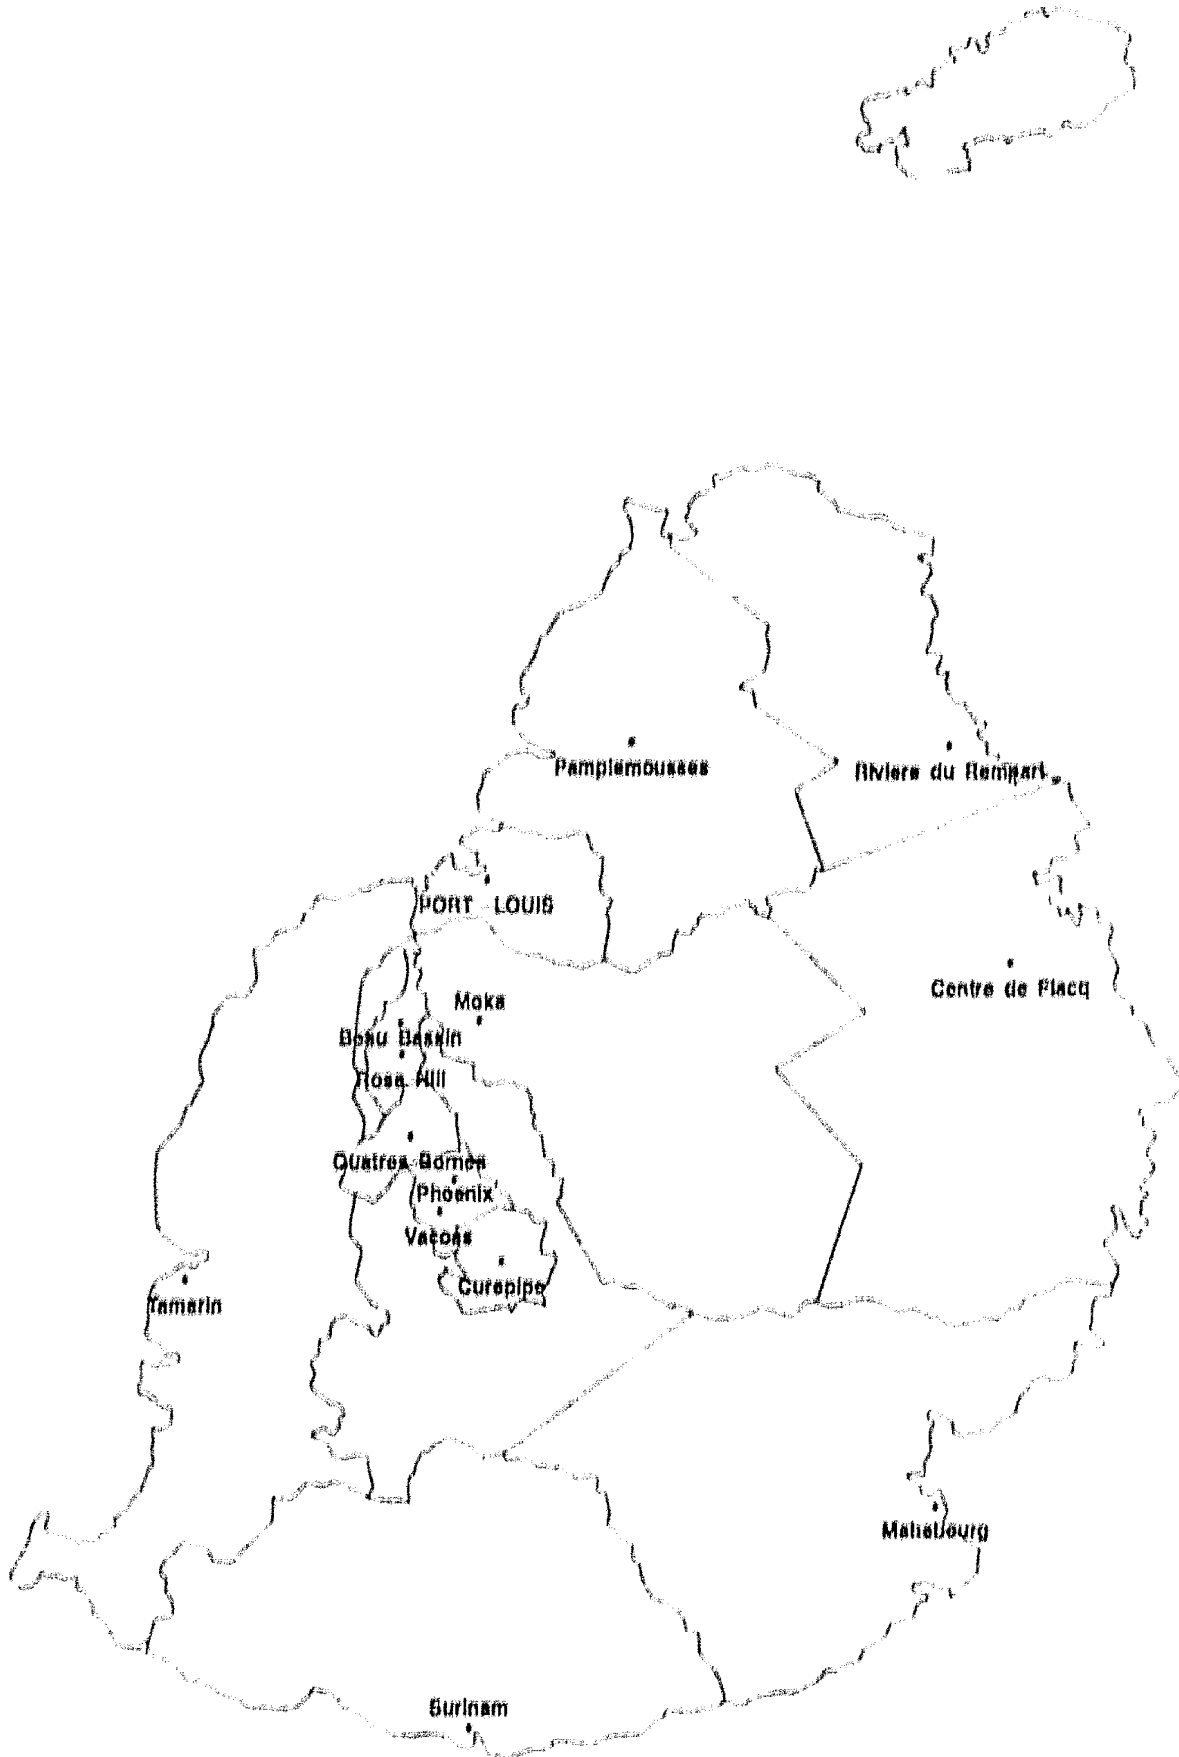 Pamplemousses
Riviere du Rempart
PORT LOUIS
Centre de Flacq
Moka
Beau Bassin
Rose Hill
Quatres Bornes
Phoenix
Vacoas
Curepipe
Tamarin
Mahebourg
Surinam